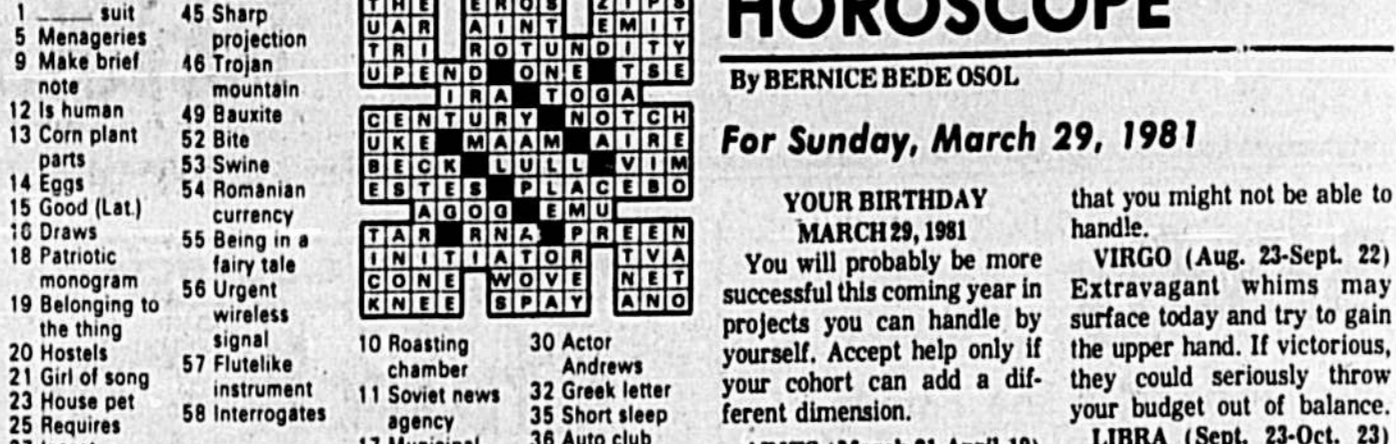 1 ____ suit
5 Menageries
9 Make brief
note
12 Is human
13 Corn plant
parts
14 Eggs
15 Good (Lat.)
16 Draws
18 Patriotic
monogram
19 Belonging to
the thing
20 Hostels
21 Girl of song
23 House pet
25 Requires
45 Sharp
projection
46 Trojan
mountain
49 Bauxite
52 Bite
53 Swine
54 Romanian
currency
55 Being in a
fairy tale
56 Urgent
wireless
signal
57 Flutelike
instrument
58 Interrogates
THE EROS ZIPS
UAR AINT EMIT
TRI ROTUNDITY
UPEND ONE TSE
IRA TOGA
CENTURY NOTCH
UKE MAAM AIRE
BECK LULL VIM
ESTES PLACEBO
AGOG EMU
TAR RNA PREEN
INITIATOR TVA
CONE WOVE NET
KNEE SPAY ANO
10 Roasting
chamber
11 Soviet news
agency
17 Municipal
30 Actor
Andrews
32 Greek letter
35 Short sleep
36 Auto club
HOROSCOPE
By BERNICE BEDE OSOL
For Sunday, March 29, 1981
YOUR BIRTHDAY
MARCH 29, 1981
You will probably be more
successful this coming year in
projects you can handle by
yourself. Accept help only if
your cohort can add a dif-
ferent dimension.
that you might not be able to
handle.
VIRGO (Aug. 23-Sept. 22)
Extravagant whims may
surface today and try to gain
the upper hand. If victorious,
they could seriously throw
your budget out of balance.
LIBRA (Sept. 23-Oct. 23)